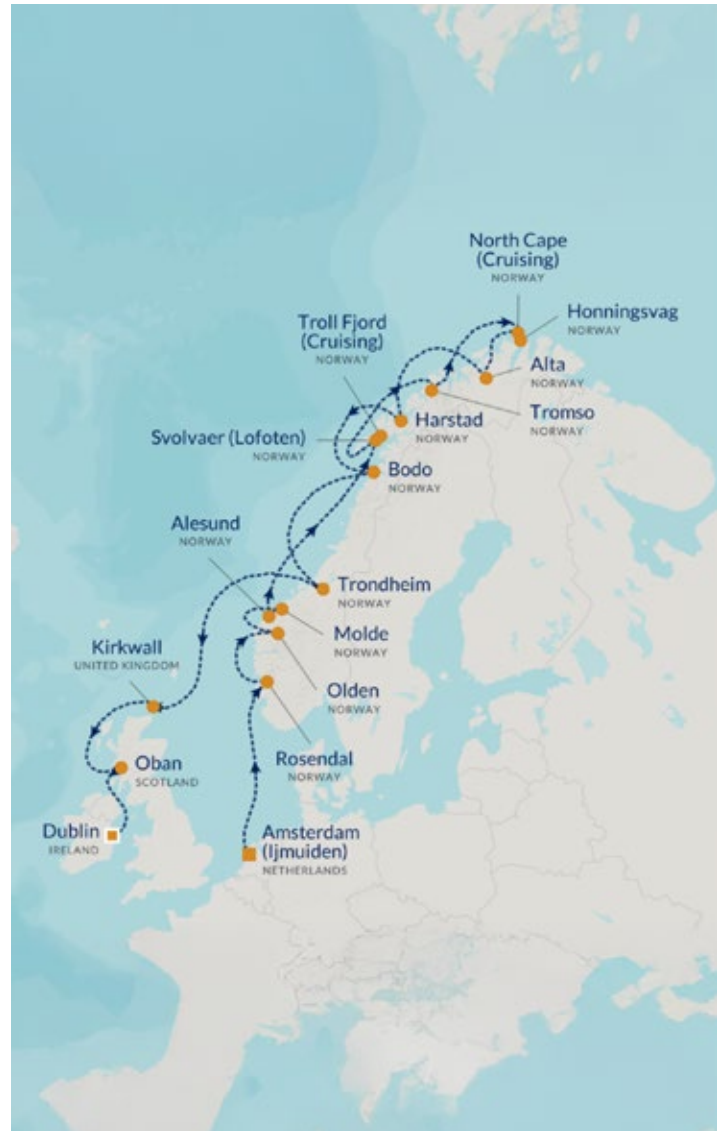 North Cape
(Cruising)
NORWAY
Honningsvag
NORWAY
Troll Fjord
(Cruising)
NORWAY
Alta
NORWAY
Tromso
NORWAY
Harstad
NORWAY
Svolvaer (Lofoten)
NORWAY
Bodo
NORWAY
Alesund
NORWAY
Trondheim
NORWAY
Molde
NORWAY
Kirkwall
UNITED KINGDOM
Olden
NORWAY
Rosendal
NORWAY
Oban
SCOTLAND
Dublin
IRELAND
Amsterdam
(Ijmuiden)
NETHERLANDS